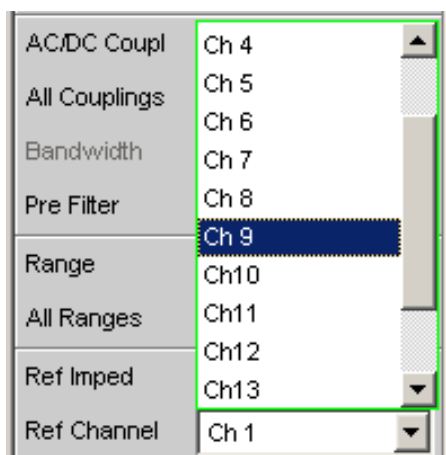 AC/DC Coupl
All Couplings
Bandwidth
Pre Filter
Range
All Ranges
Ref Imped
Ref Channel
Ch 4
Ch 5
Ch 6
Ch 7
Ch 8
Ch 9
Ch10
Ch11
Ch12
Ch13
Ch 1